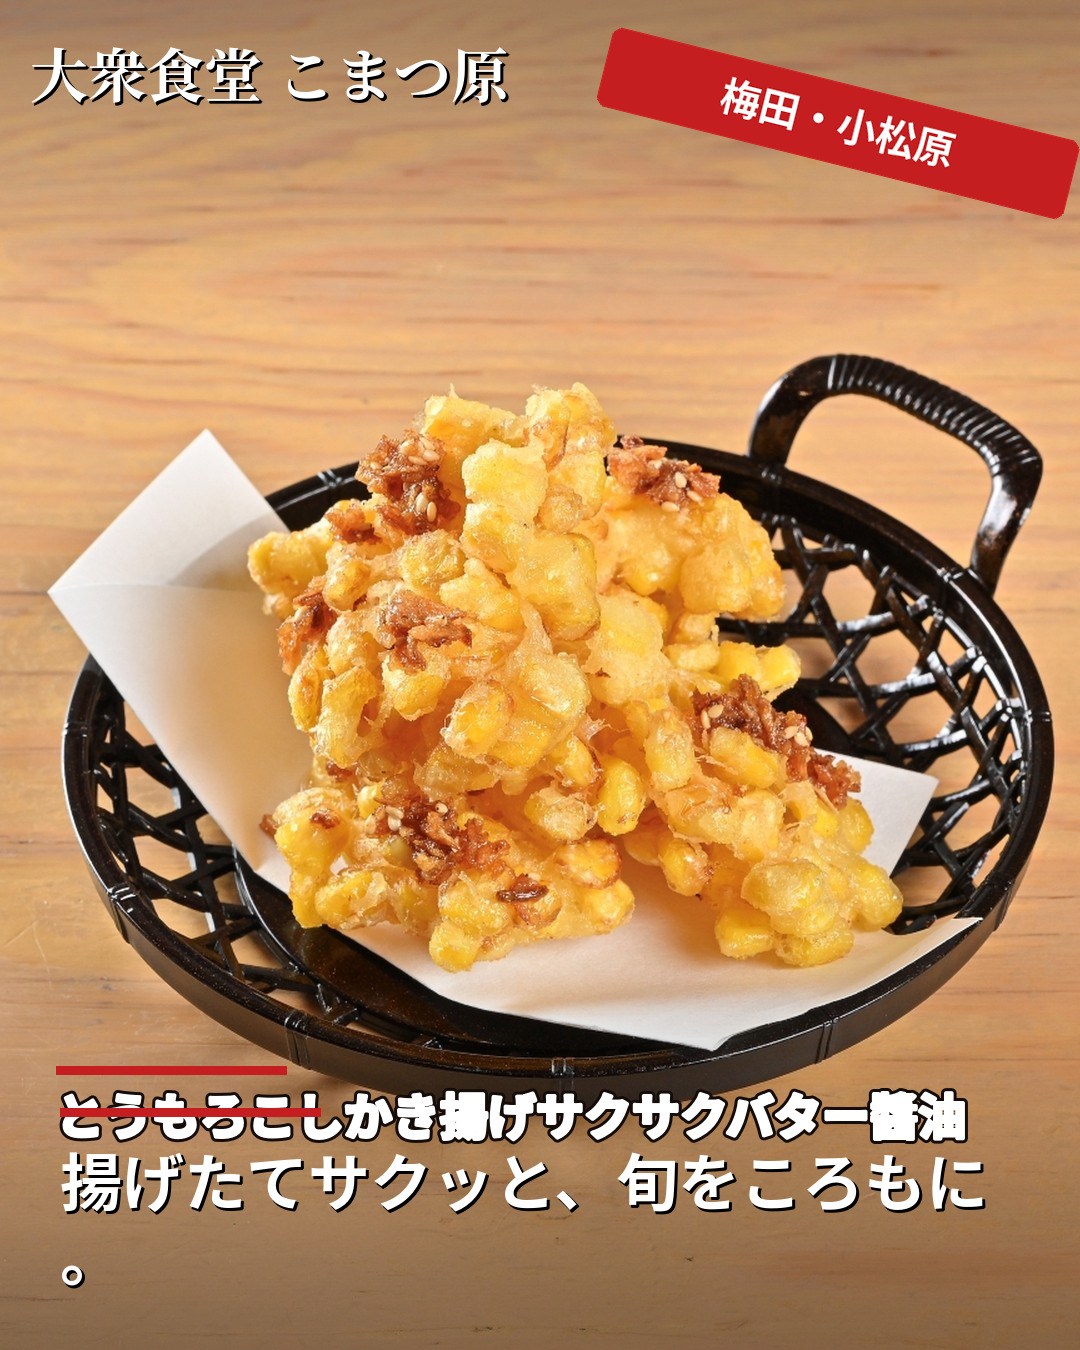 大衆食堂 こまつ原
梅田・小松原
とうもろこしかき揚げサクサクバター醤油
揚げたてサクッと、旬をころもに
。